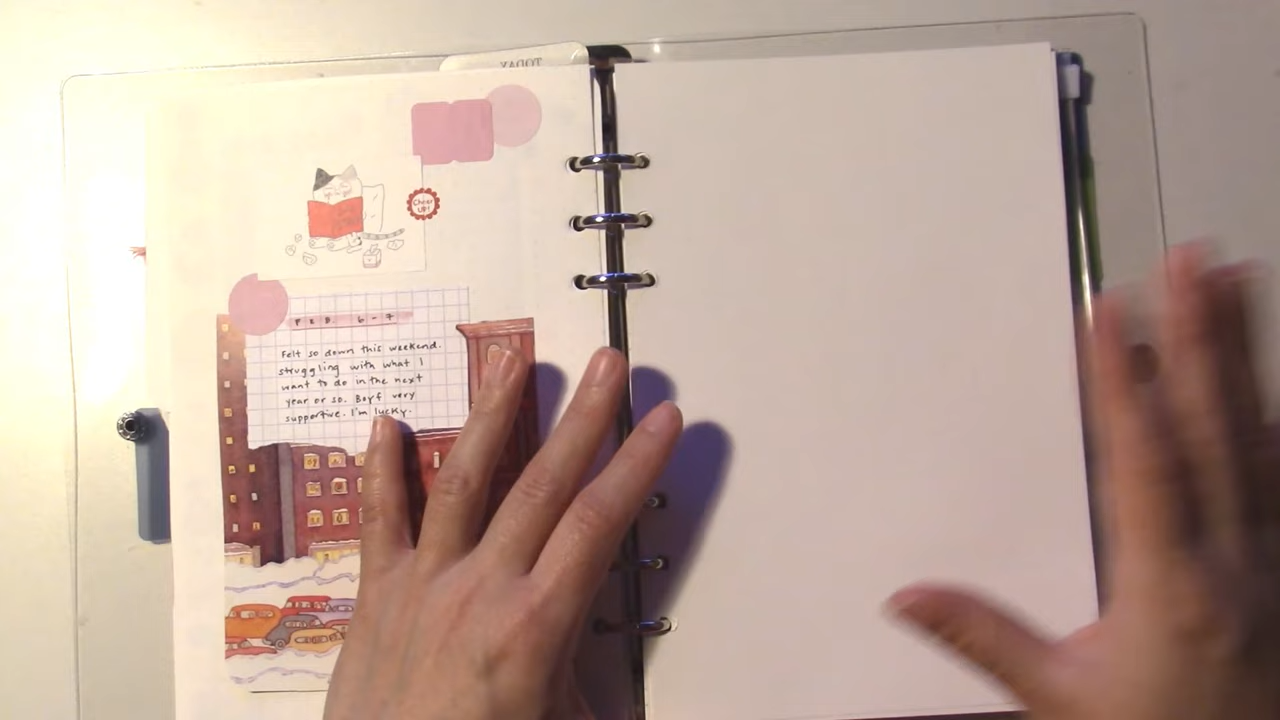 TODAY
Cheer
UP!
FEB. 6-7
Felt so down this weekend.
struggling with what I
want to do in the next
year or so. Boyf very
supportive. I'm lucky.